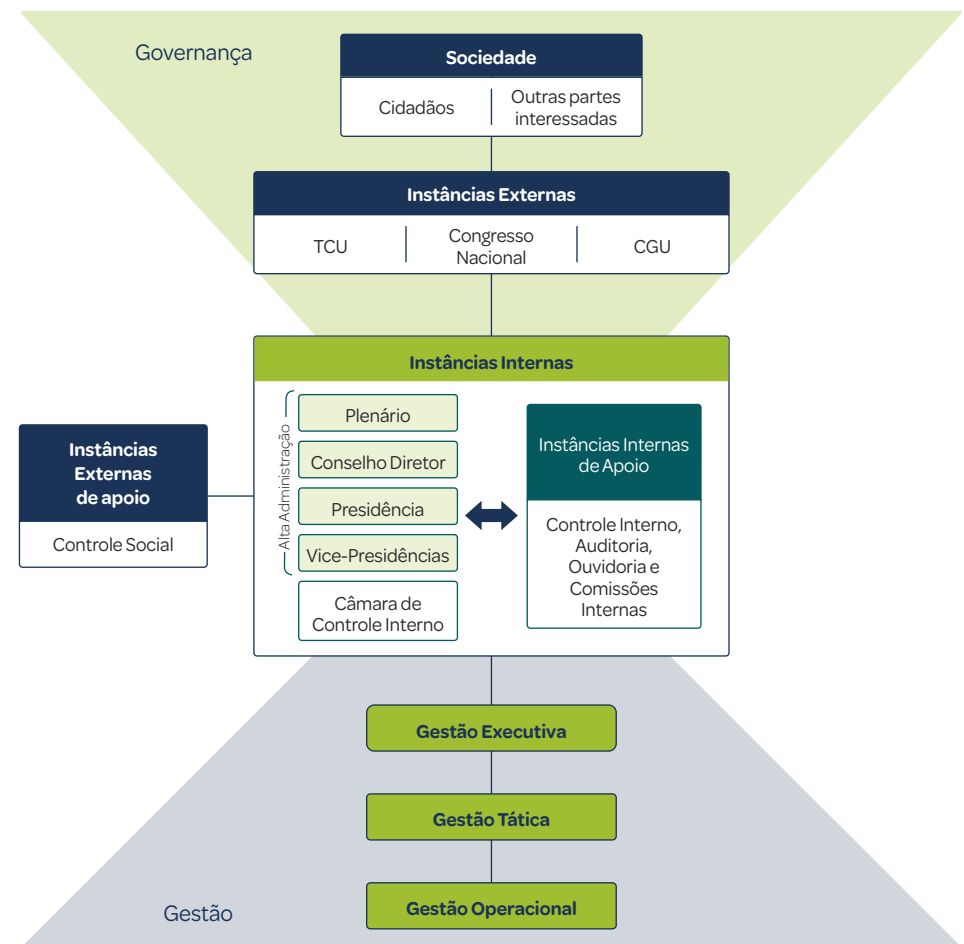 Governança
Sociedade
Cidadãos
Outras partes
interessadas
Instâncias Externas
TCU
Congresso
Nacional
CGU
Instâncias Internas
Alta Administração
Plenário
Conselho Diretor
Presidência
Vice-Presidências
Câmara de
Controle Interno
Instâncias Internas
de Apoio
Controle Interno,
Auditoria,
Ouvidoria e
Comissões
Internas
Instâncias
Externas
de apoio
Controle Social
Gestão Executiva
Gestão Tática
Gestão Operacional
Gestão